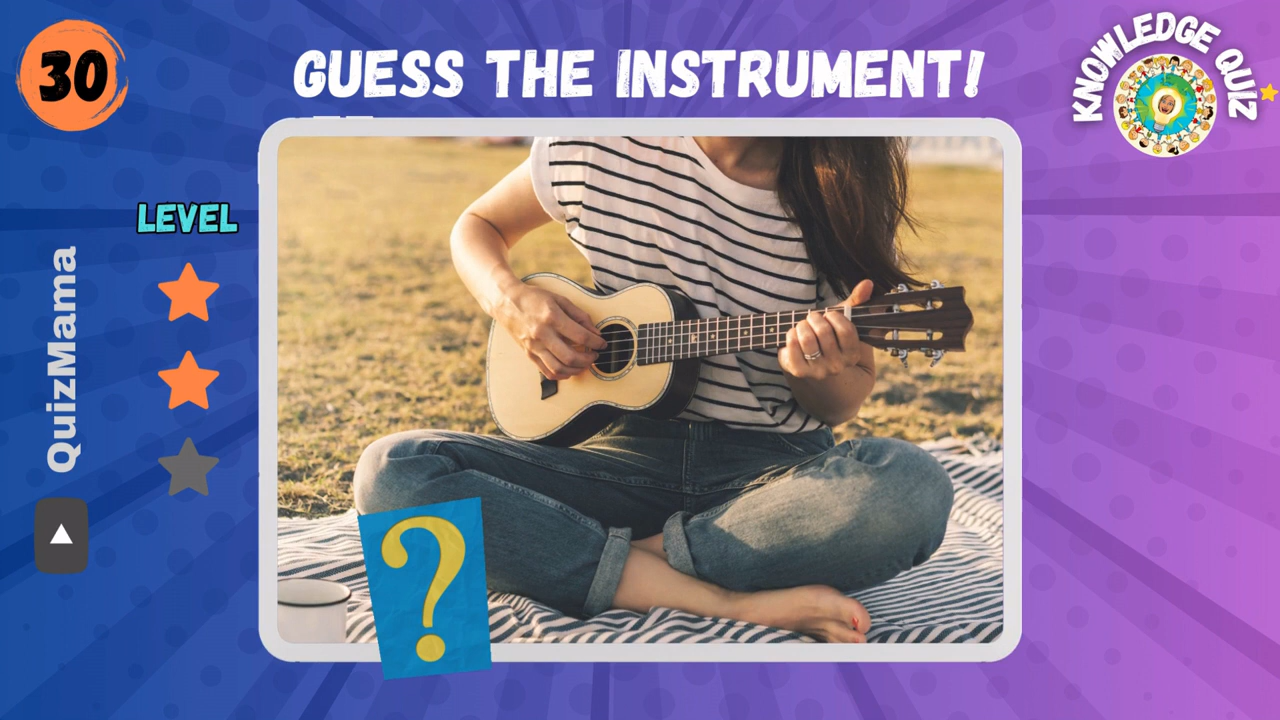 30
GUESS THE INSTRUMENT!
KNOWLEDGE QUIZ
LEVEL
QuizMama
?